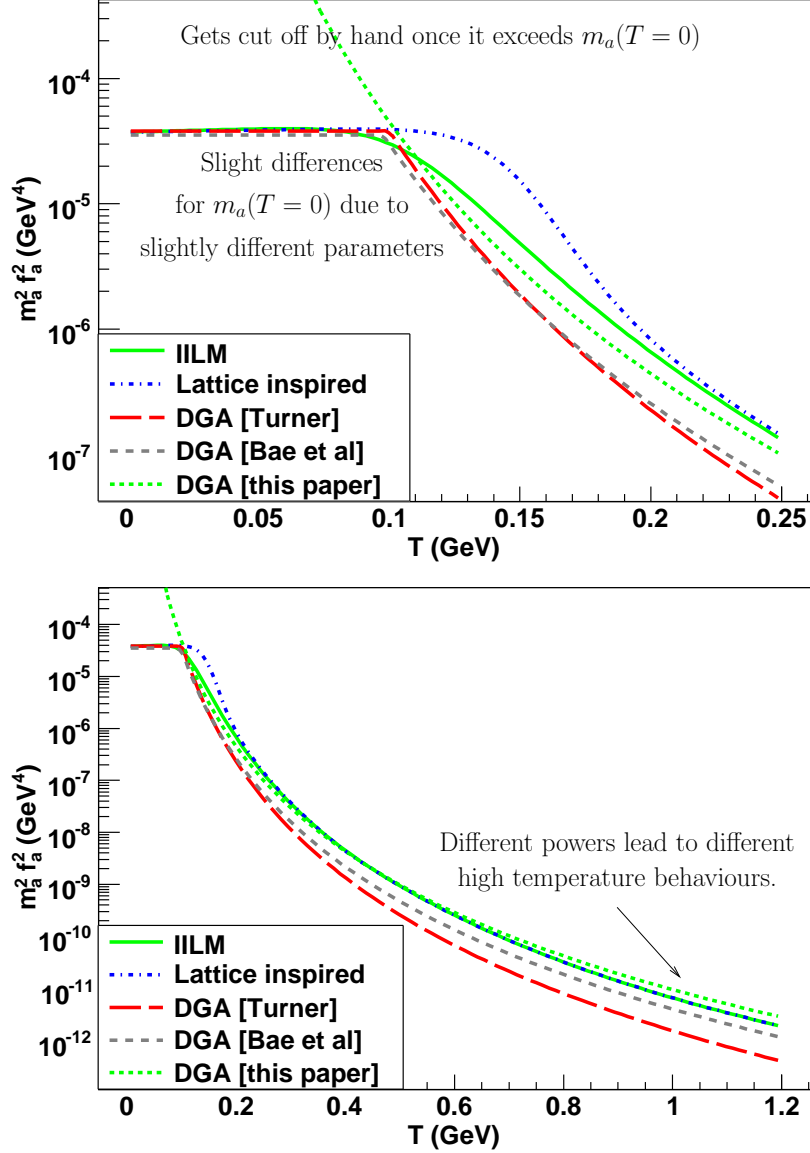 Gets cut off by hand once it exceeds m_a(T = 0)
10^-4
Slight differences
for m_a(T = 0) due to
slightly different parameters
10^-5
10^-6
10^-7
m_a^2 f_a^2 (GeV^4)
IILM
Lattice inspired
DGA [Turner]
DGA [Bae et al]
DGA [this paper]
0 0.05 0.1 0.15 0.2 0.25
T (GeV)
10^-4
10^-5
10^-6
10^-7
10^-8
10^-9
10^-10
10^-11
10^-12
m_a^2 f_a^2 (GeV^4)
Different powers lead to different
high temperature behaviours.
IILM
Lattice inspired
DGA [Turner]
DGA [Bae et al]
DGA [this paper]
0 0.2 0.4 0.6 0.8 1 1.2
T (GeV)